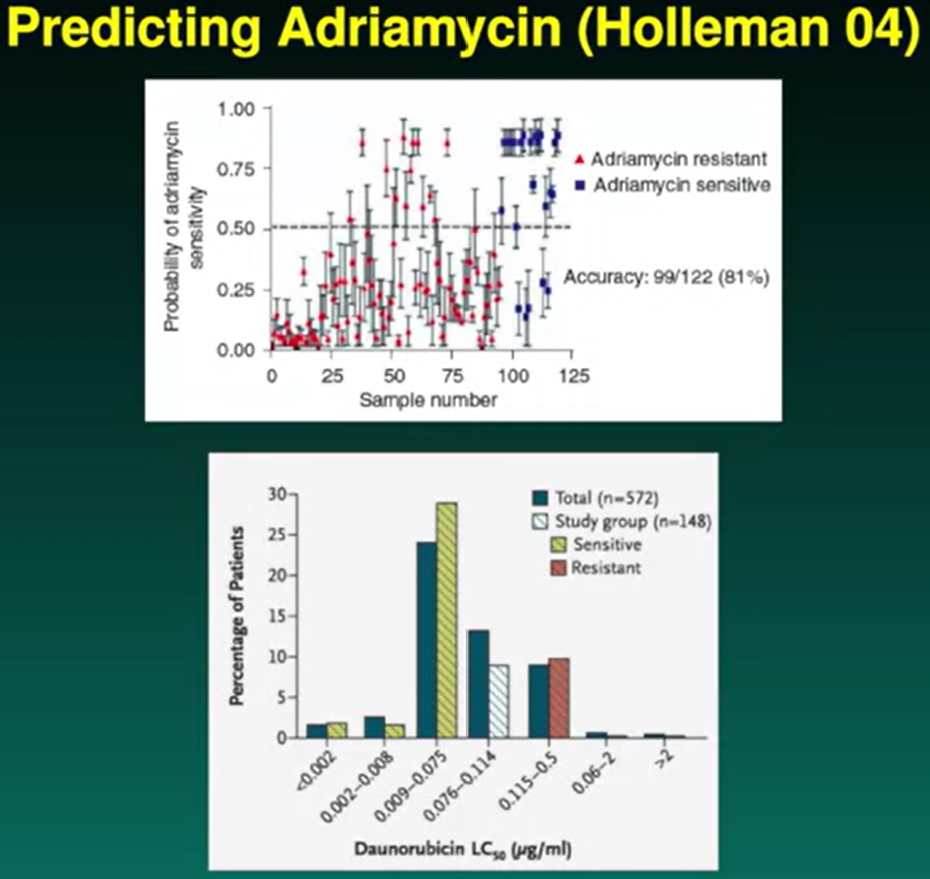 Predicting Adriamycin (Holleman 04)
Probability of adriamycin
sensitivity
1.00
0.75
0.50
0.25
0.00
0
25
50
75
100
125
Sample number
Adriamycin resistant
Adriamycin sensitive
Accuracy: 99/122 (81%)
Percentage of Patients
30
25
20
15
10
5
0
Total (n=572)
Study group (n=148)
Sensitive
Resistant
<0.002
0.002–0.008
0.009–0.075
0.076–0.114
0.115–0.5
0.06–2
>2
Daunorubicin LC50 (µg/ml)